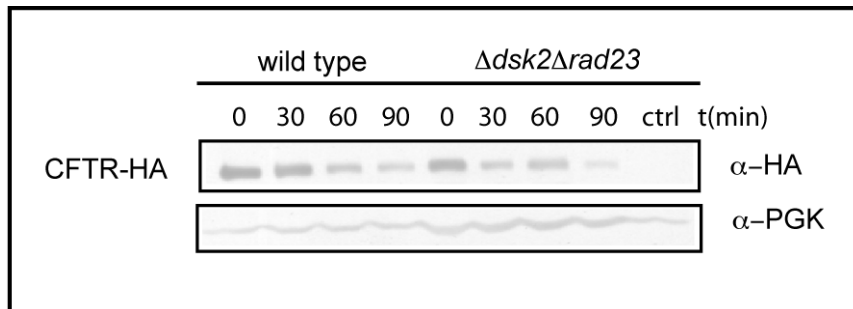 wild type Δdsk2Δrad23
0 30 60 90 0 30 60 90 ctrl t(min)
CFTR-HA α–HA
α–PGK